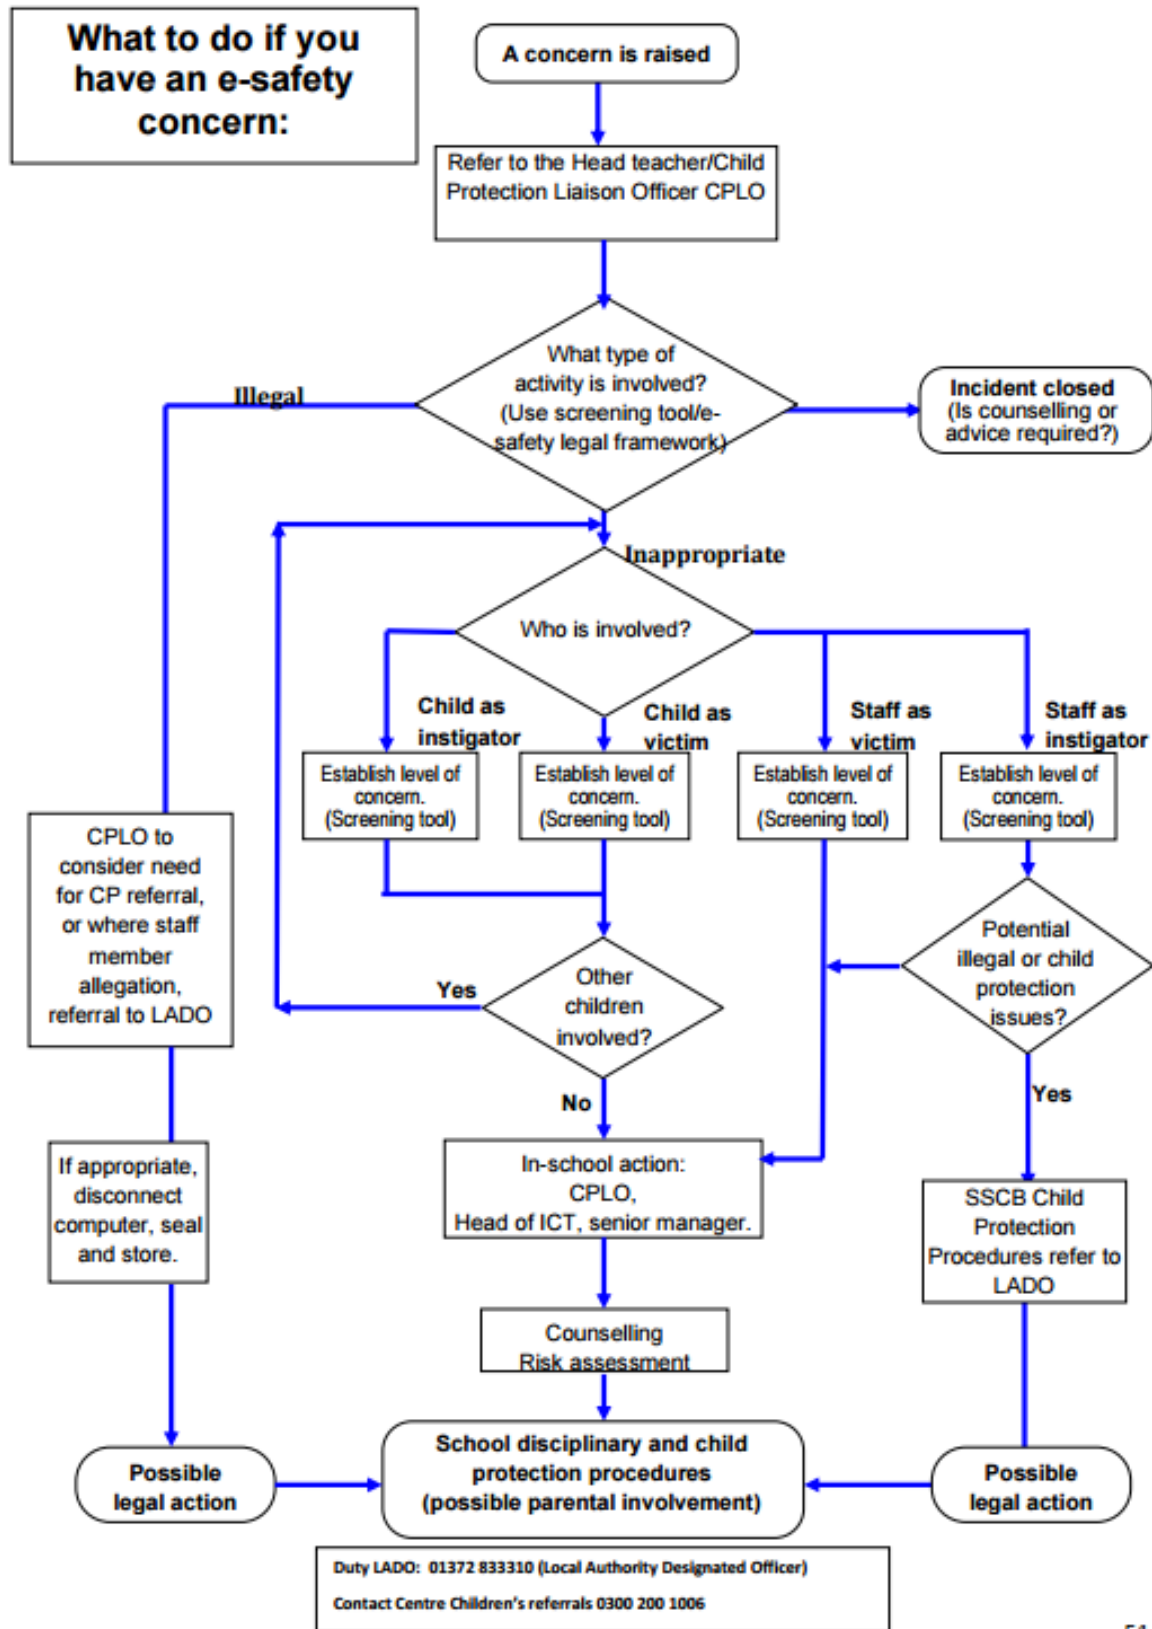 What to do if you
have an e-safety
concern:
A concern is raised
Refer to the Head teacher/Child
Protection Liaison Officer CPLO
What type of
activity is involved?
(Use screening tool/e-
safety legal framework)
Illegal
Incident closed
(Is counselling or
advice required?)
Inappropriate
Who is involved?
Child as
instigator
Child as
victim
Staff as
victim
Staff as
instigator
Establish level of
concern.
(Screening tool)
Establish level of
concern.
(Screening tool)
Establish level of
concern.
(Screening tool)
Establish level of
concern.
(Screening tool)
CPLO to
consider need
for CP referral,
or where staff
member
allegation,
referral to LADO
Potential
illegal or child
protection
issues?
Yes
Other
children
involved?
No
Yes
If appropriate,
disconnect
computer, seal
and store.
In-school action:
CPLO,
Head of ICT, senior manager.
SSCB Child
Protection
Procedures refer to
LADO
Counselling
Risk assessment
Possible
legal action
School disciplinary and child
protection procedures
(possible parental involvement)
Possible
legal action
Duty LADO: 01372 833310 (Local Authority Designated Officer)
Contact Centre Children's referrals 0300 200 1006